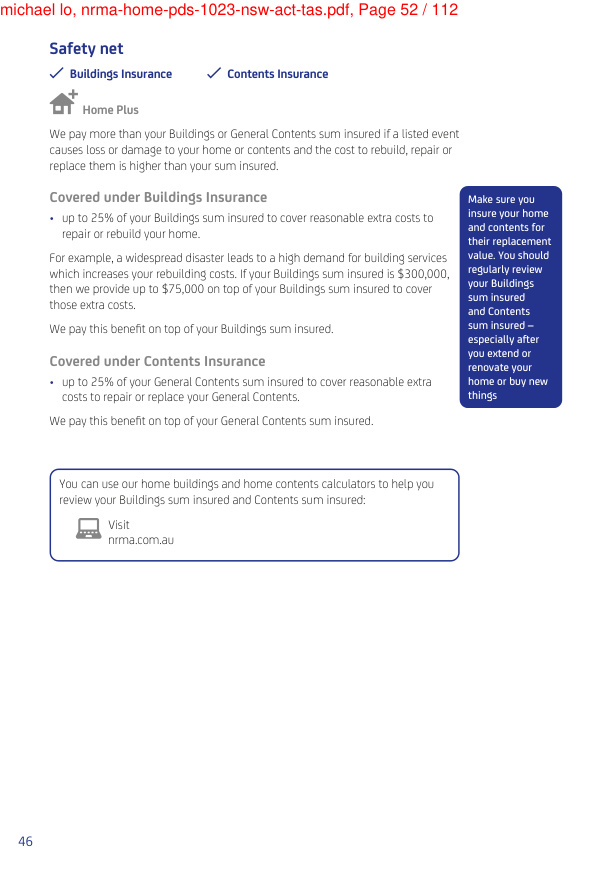 michael lo, nrma-home-pds-1023-nsw-act-tas.pdf, Page 52 / 112
Safety net
Buildings Insurance
Contents Insurance
Home Plus
We pay more than your Buildings or General Contents sum insured if a listed event
causes loss or damage to your home or contents and the cost to rebuild, repair or
replace them is higher than your sum insured.
Covered under Buildings Insurance
• up to 25% of your Buildings sum insured to cover reasonable extra costs to
repair or rebuild your home.
For example, a widespread disaster leads to a high demand for building services
which increases your rebuilding costs. If your Buildings sum insured is $300,000,
then we provide up to $75,000 on top of your Buildings sum insured to cover
those extra costs.
We pay this benefit on top of your Buildings sum insured.
Covered under Contents Insurance
• up to 25% of your General Contents sum insured to cover reasonable extra
costs to repair or replace your General Contents.
We pay this benefit on top of your General Contents sum insured.
Make sure you
insure your home
and contents for
their replacement
value. You should
regularly review
your Buildings
sum insured
and Contents
sum insured –
especially after
you extend or
renovate your
home or buy new
things
You can use our home buildings and home contents calculators to help you
review your Buildings sum insured and Contents sum insured:
Visit
nrma.com.au
46